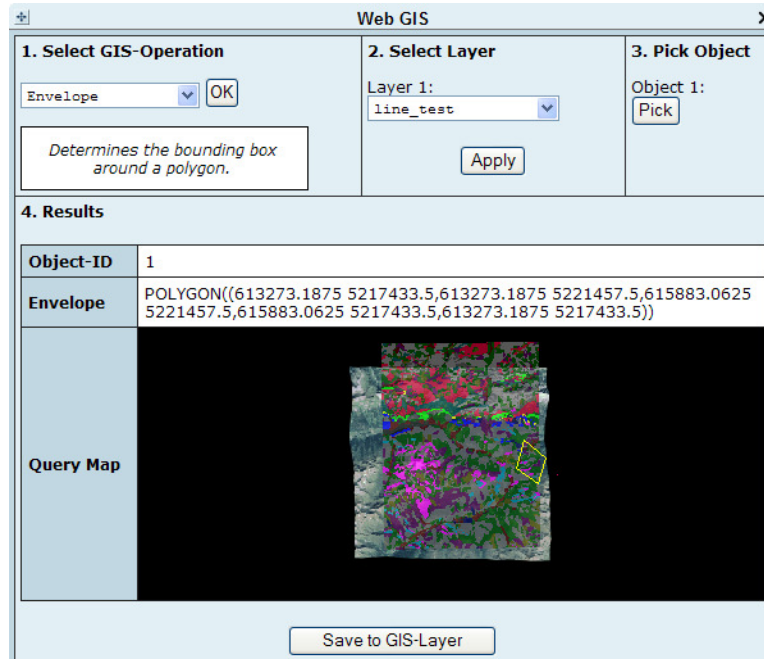 Web GIS
1. Select GIS-Operation
Envelope
OK
Determines the bounding box
around a polygon.
2. Select Layer
Layer 1:
line_test
Apply
3. Pick Object
Object 1:
Pick
4. Results
Object-ID
1
Envelope
POLYGON((613273.1875 5217433.5,613273.1875 5221457.5,615883.0625
5221457.5,615883.0625 5217433.5,613273.1875 5217433.5))
Query Map
Save to GIS-Layer